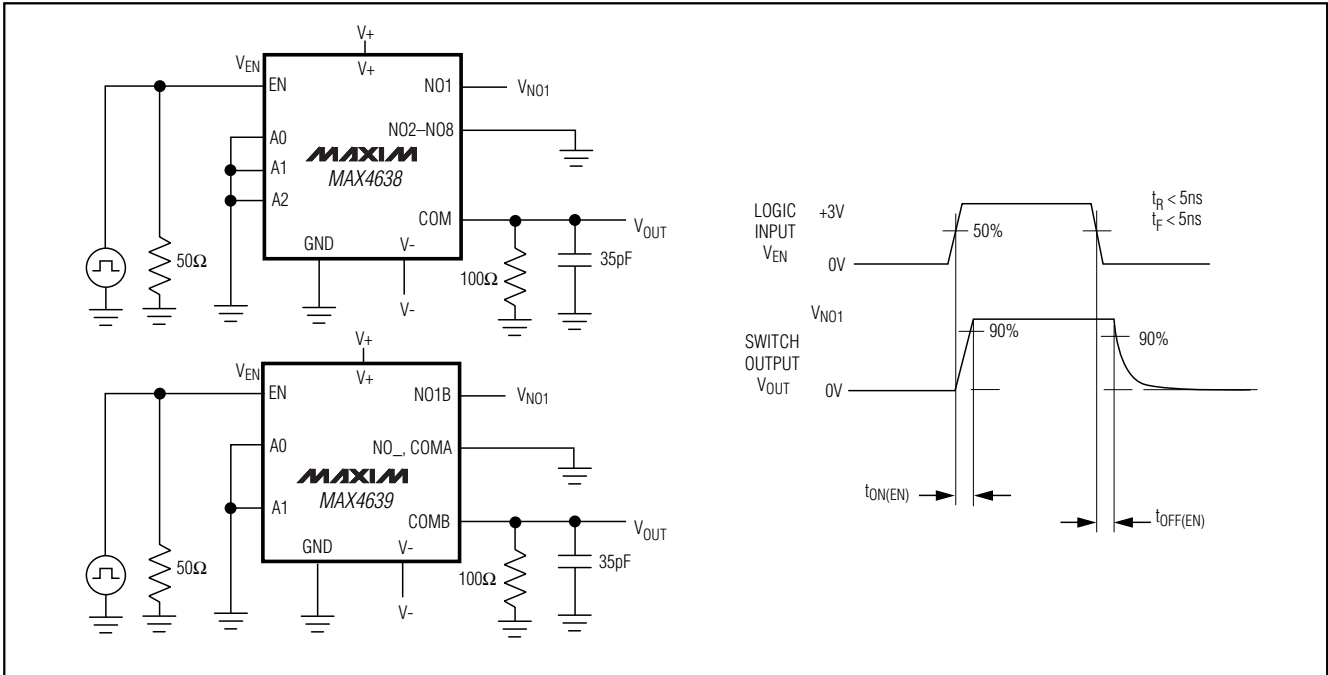 V+
V+
VEN
EN
NO1
VNO1
A0
NO2–NO8
MAXIM
A1
MAX4638
A2
COM
VOUT
GND
V-
50Ω
100Ω
35pF
V-
V+
V+
VEN
EN
NO1B
VNO1
A0
NO_, COMA
MAXIM
MAX4639
A1
COMB
VOUT
GND
V-
50Ω
100Ω
35pF
V-
LOGIC
INPUT
VEN
+3V
0V
50%
tR < 5ns
tF < 5ns
VNO1
SWITCH
OUTPUT
VOUT
0V
90%
90%
tON(EN)
tOFF(EN)